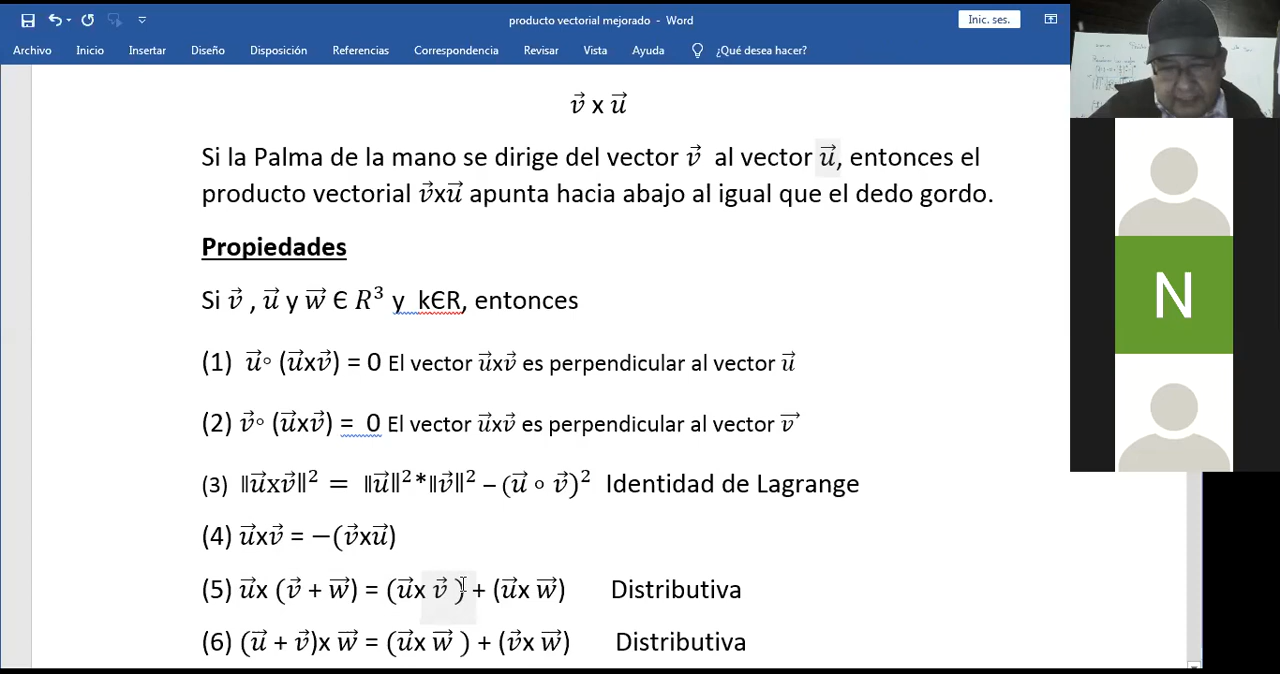 producto vectorial mejorado - Word
Inic. ses.
Archivo Inicio Insertar Diseño Disposición Referencias Correspondencia Revisar Vista Ayuda ¿Qué desea hacer?
v⃗ x u⃗
Si la Palma de la mano se dirige del vector v⃗ al vector u⃗, entonces el
producto vectorial v⃗xu⃗ apunta hacia abajo al igual que el dedo gordo.
Propiedades
Si v⃗ , u⃗ y w⃗ Є R³ y kЄR, entonces
(1) u⃗∘ (u⃗xv⃗) = 0 El vector u⃗xv⃗ es perpendicular al vector u⃗
(2) v⃗∘ (u⃗xv⃗) = 0 El vector u⃗xv⃗ es perpendicular al vector v⃗
(3) ‖u⃗xv⃗‖² = ‖u⃗‖²*‖v⃗‖² – (u⃗ ∘ v⃗)² Identidad de Lagrange
(4) u⃗xv⃗ = −(v⃗xu⃗)
(5) u⃗x (v⃗ + w⃗) = (u⃗x v⃗ ) + (u⃗x w⃗) Distributiva
(6) (u⃗ + v⃗)x w⃗ = (u⃗x w⃗ ) + (v⃗x w⃗) Distributiva
N